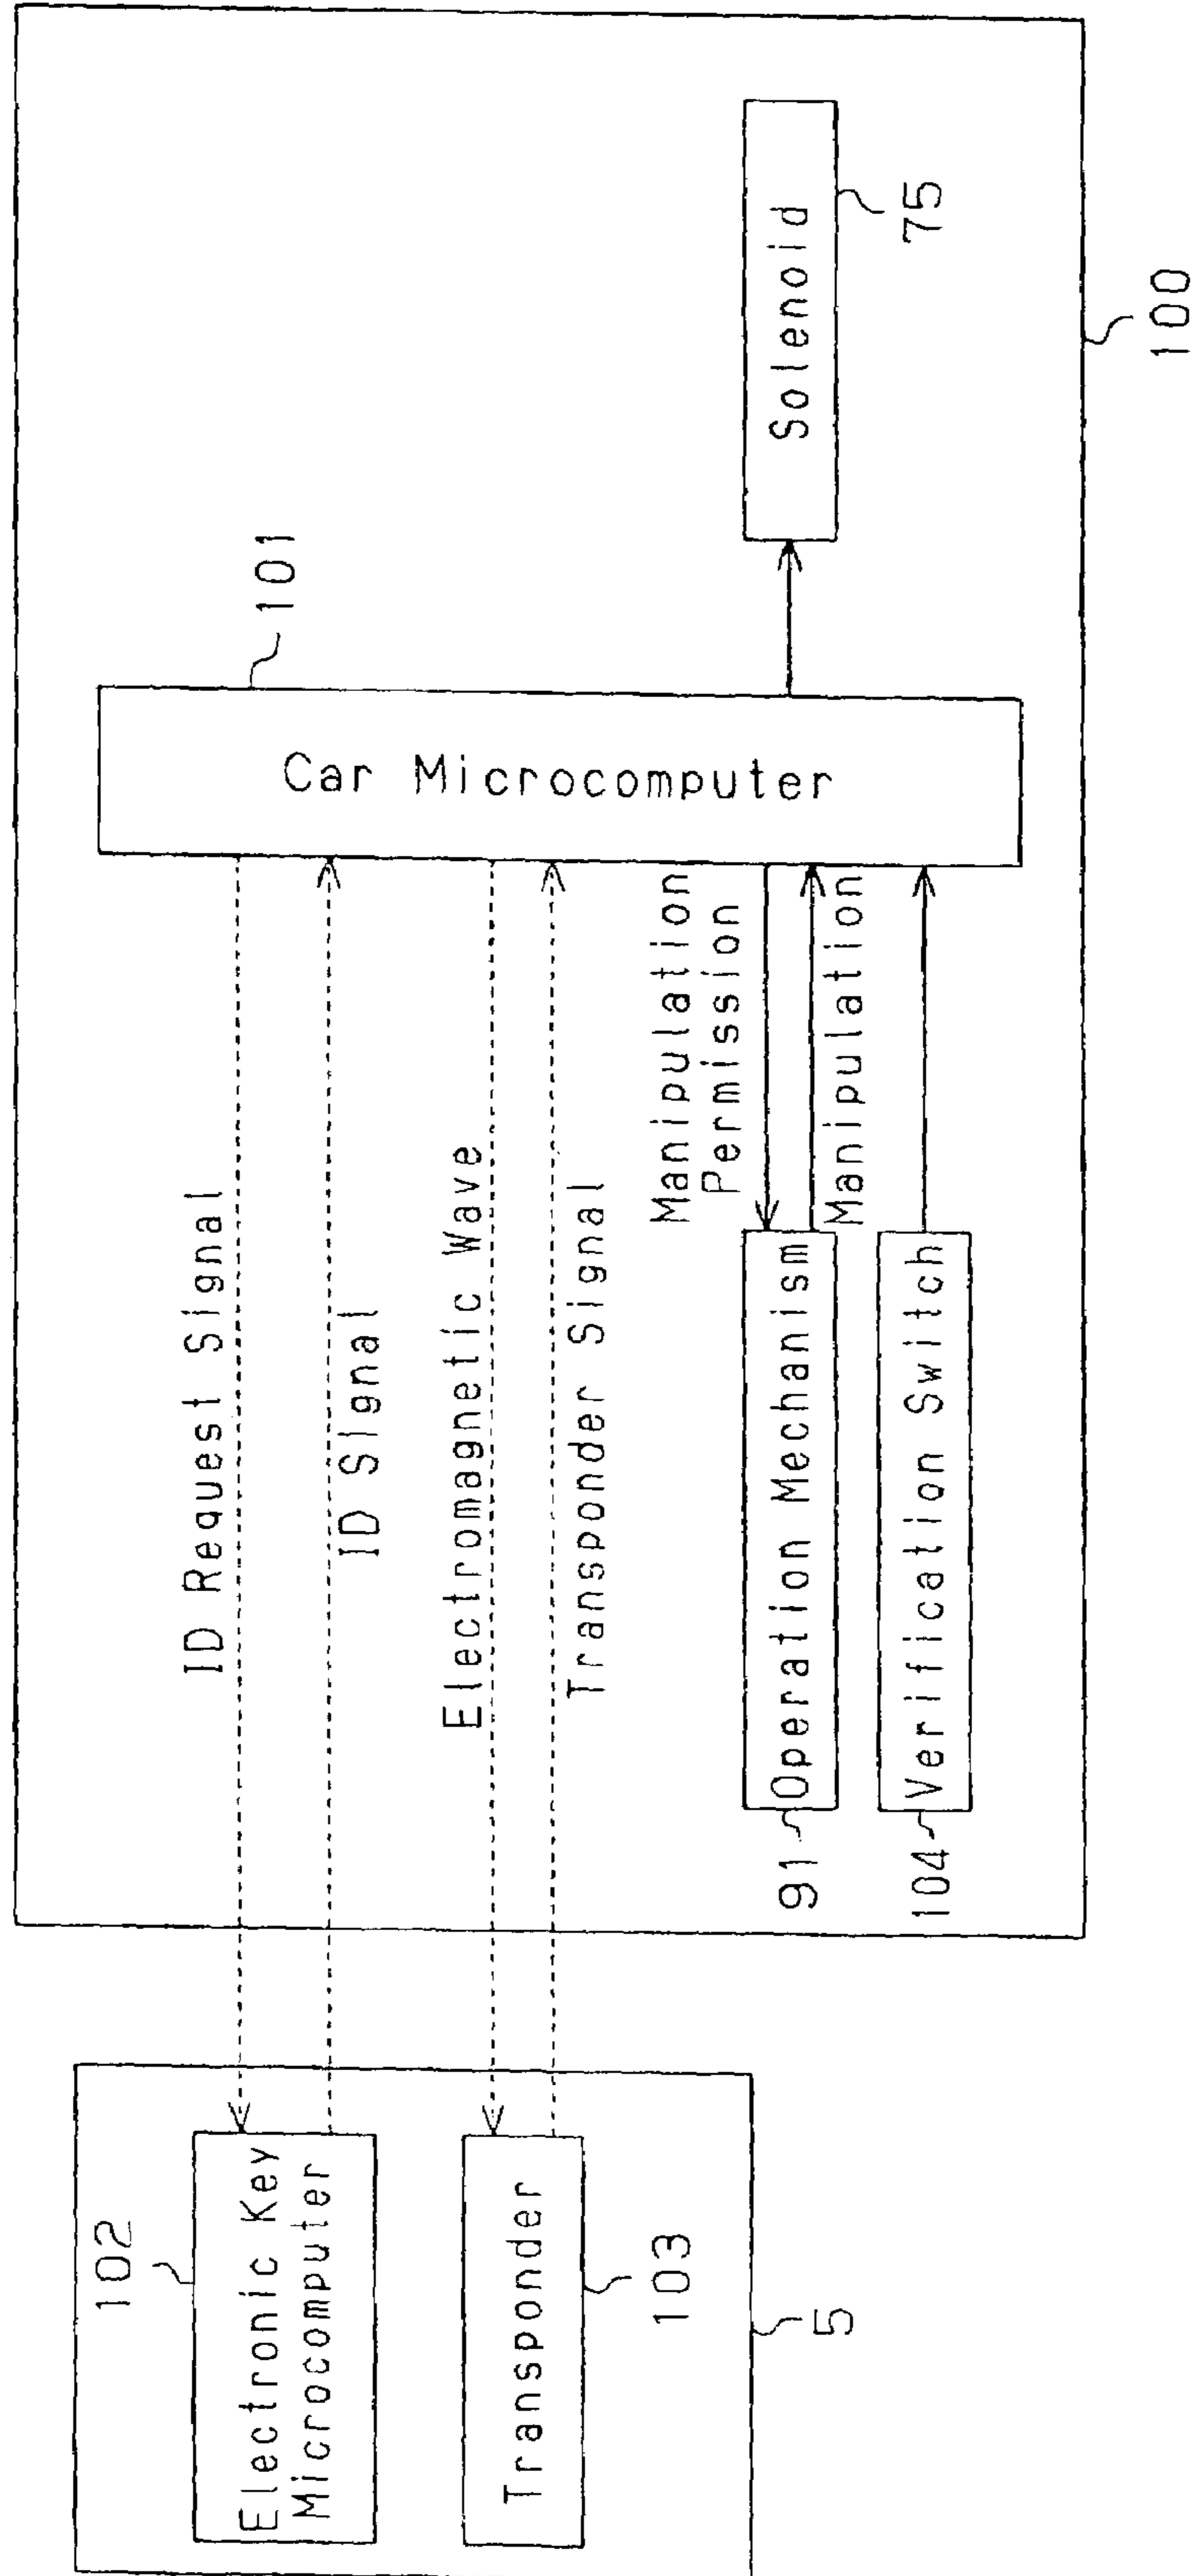 102
Electronic Key
Microcomputer
Transponder
103
5
ID Request Signal
ID Signal
Electromagnetic Wave
Transponder Signal
Manipulation
Permission
Manipulation
91
Operation Mechanism
104
Verification Switch
101
Car Microcomputer
Solenoid
75
100